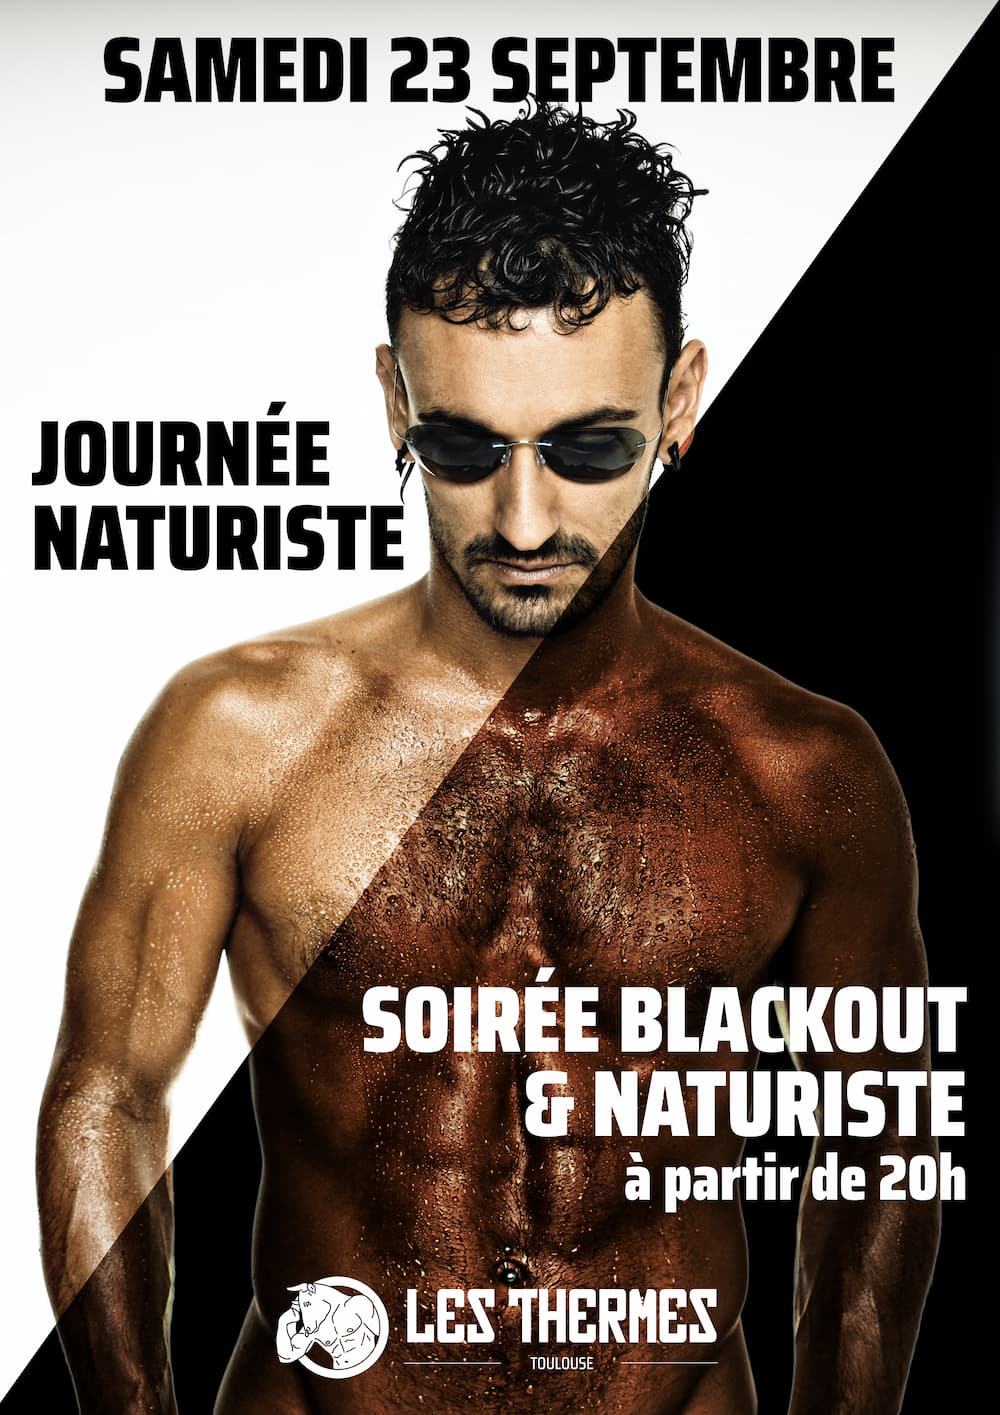 SAMEDI 23 SEPTEMBRE
JOURNÉE
NATURISTE
SOIRÉE BLACKOUT
& NATURISTE
à partir de 20h
LES THERMES
TOULOUSE